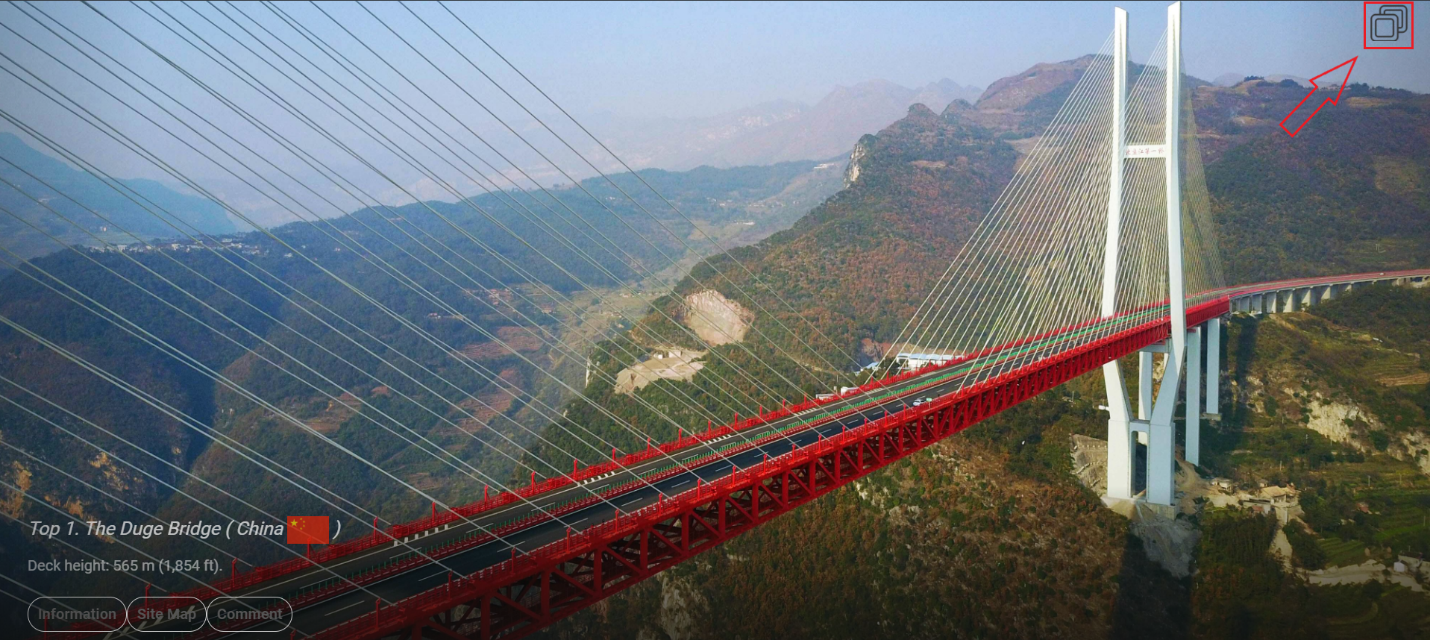 Top 1. The Duge Bridge ( China )
Deck height: 565 m (1,854 ft).
Information Site Map Comment